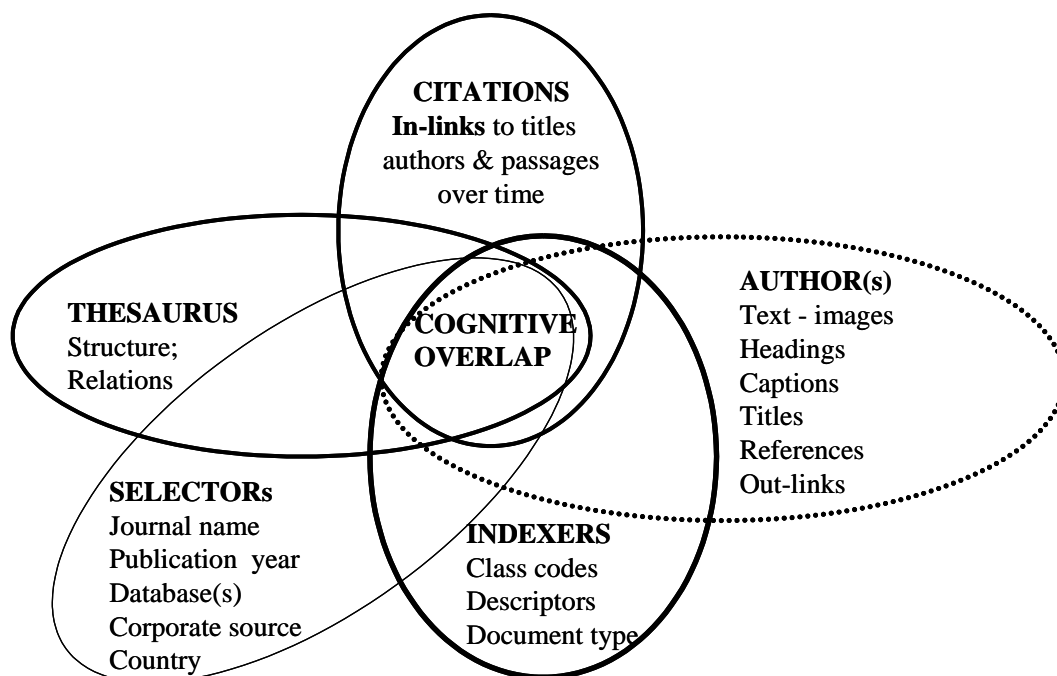 CITATIONS
In-links to titles
authors & passages
over time
THESAURUS
Structure;
Relations
COGNITIVE
OVERLAP
AUTHOR(s)
Text - images
Headings
Captions
Titles
References
Out-links
SELECTORs
Journal name
Publication year
Database(s)
Corporate source
Country
INDEXERS
Class codes
Descriptors
Document type